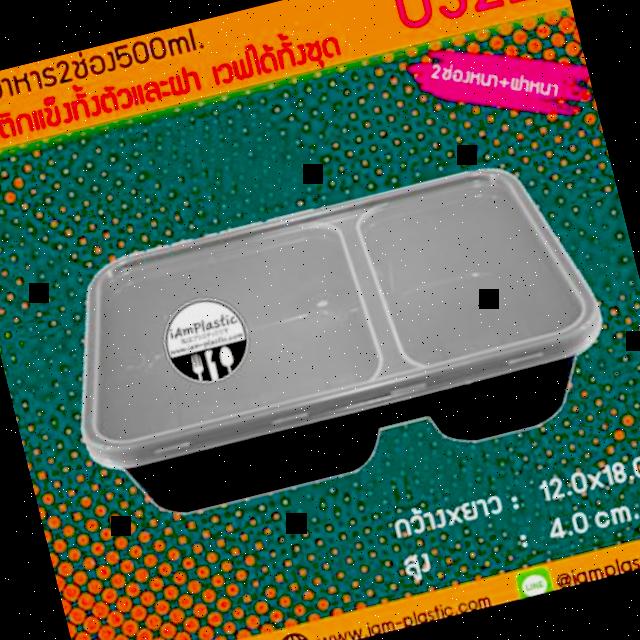 อาหาร2ช่อง500ml.
ติกแข็งทั้งตัวและฝา เวฟได้ทั้งชุด
2ช่องหนา+ฝาหนา
iAmPlastic
www.iam-plastic.com
กว้างxยาว : 12.0x18.0
สูง : 4.0 cm.
www.iam-plastic.com
LINE @iamplas